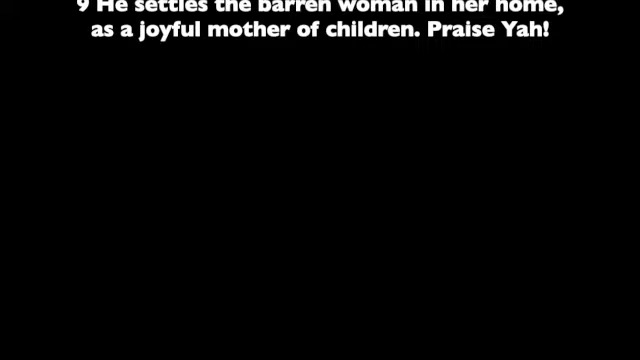 9 He settles the barren woman in her home,
as a joyful mother of children. Praise Yah!